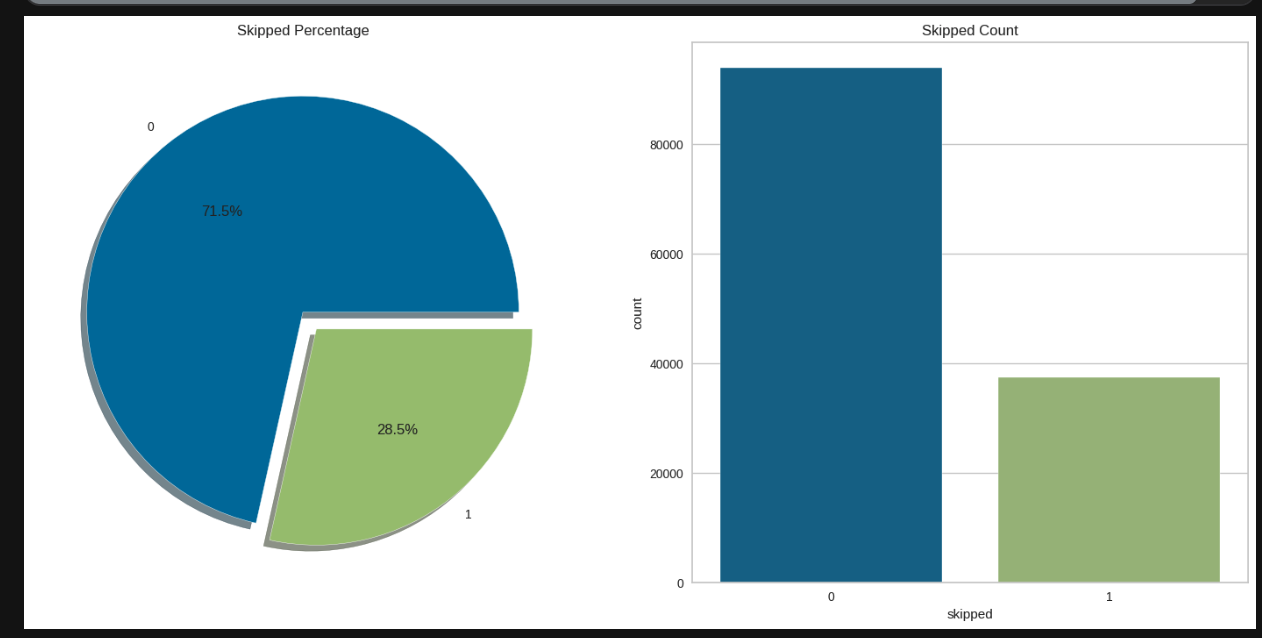 Skipped Percentage
0
71.5%
28.5%
1
Skipped Count
count
80000
60000
40000
20000
0
0 1
skipped